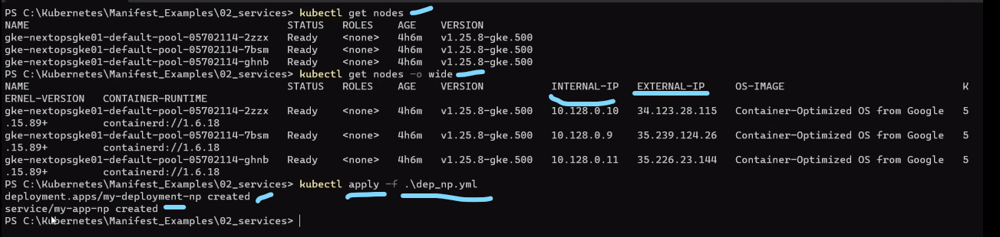 PS C:\Kubernetes\Manifest_Examples\02_services> kubectl get nodes
NAME STATUS ROLES AGE VERSION
gke-nextopsgke01-default-pool-05702114-2zzx Ready <none> 4h6m v1.25.8-gke.500
gke-nextopsgke01-default-pool-05702114-7bsm Ready <none> 4h6m v1.25.8-gke.500
gke-nextopsgke01-default-pool-05702114-ghnb Ready <none> 4h6m v1.25.8-gke.500
PS C:\Kubernetes\Manifest_Examples\02_services> kubectl get nodes -o wide
NAME STATUS ROLES AGE VERSION INTERNAL-IP EXTERNAL-IP OS-IMAGE K
ERNEL-VERSION CONTAINER-RUNTIME
gke-nextopsgke01-default-pool-05702114-2zzx Ready <none> 4h6m v1.25.8-gke.500 10.128.0.10 34.123.28.115 Container-Optimized OS from Google 5
.15.89+ containerd://1.6.18
gke-nextopsgke01-default-pool-05702114-7bsm Ready <none> 4h6m v1.25.8-gke.500 10.128.0.9 35.239.124.26 Container-Optimized OS from Google 5
.15.89+ containerd://1.6.18
gke-nextopsgke01-default-pool-05702114-ghnb Ready <none> 4h6m v1.25.8-gke.500 10.128.0.11 35.226.23.144 Container-Optimized OS from Google 5
.15.89+ containerd://1.6.18
PS C:\Kubernetes\Manifest_Examples\02_services> kubectl apply -f .\dep_np.yml
deployment.apps/my-deployment-np created
service/my-app-np created
PS C:\Kubernetes\Manifest_Examples\02_services>